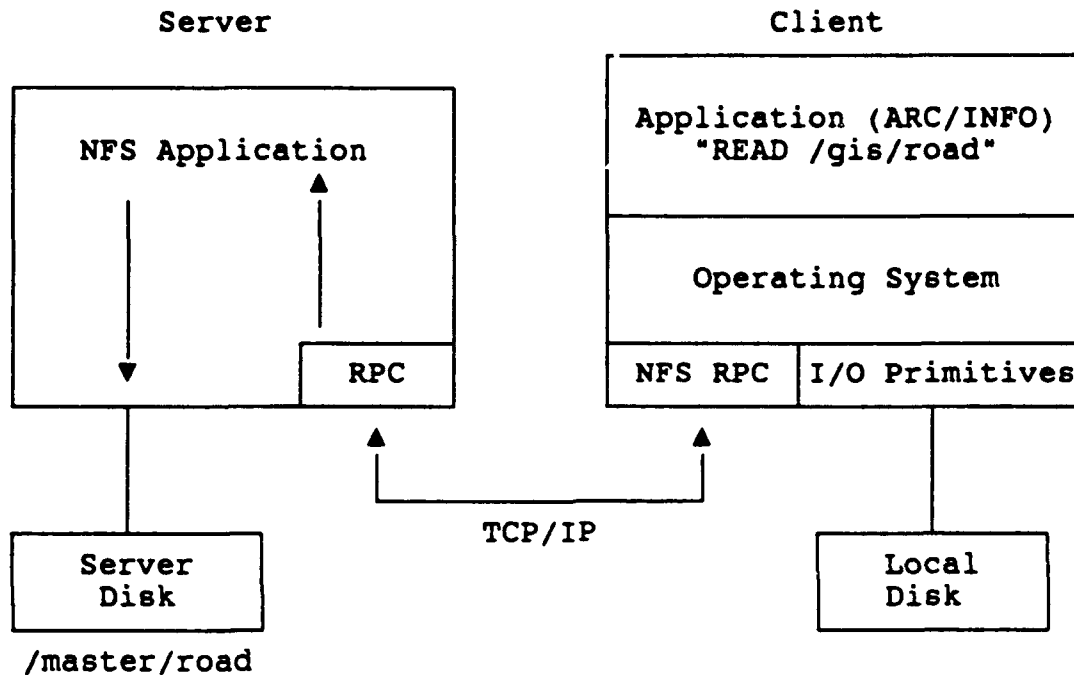 Server
Client
NFS Application
Application (ARC/INFO)
"READ /gis/road"
Operating System
RPC
NFS RPC
I/O Primitives
TCP/IP
Server
Disk
Local
Disk
/master/road